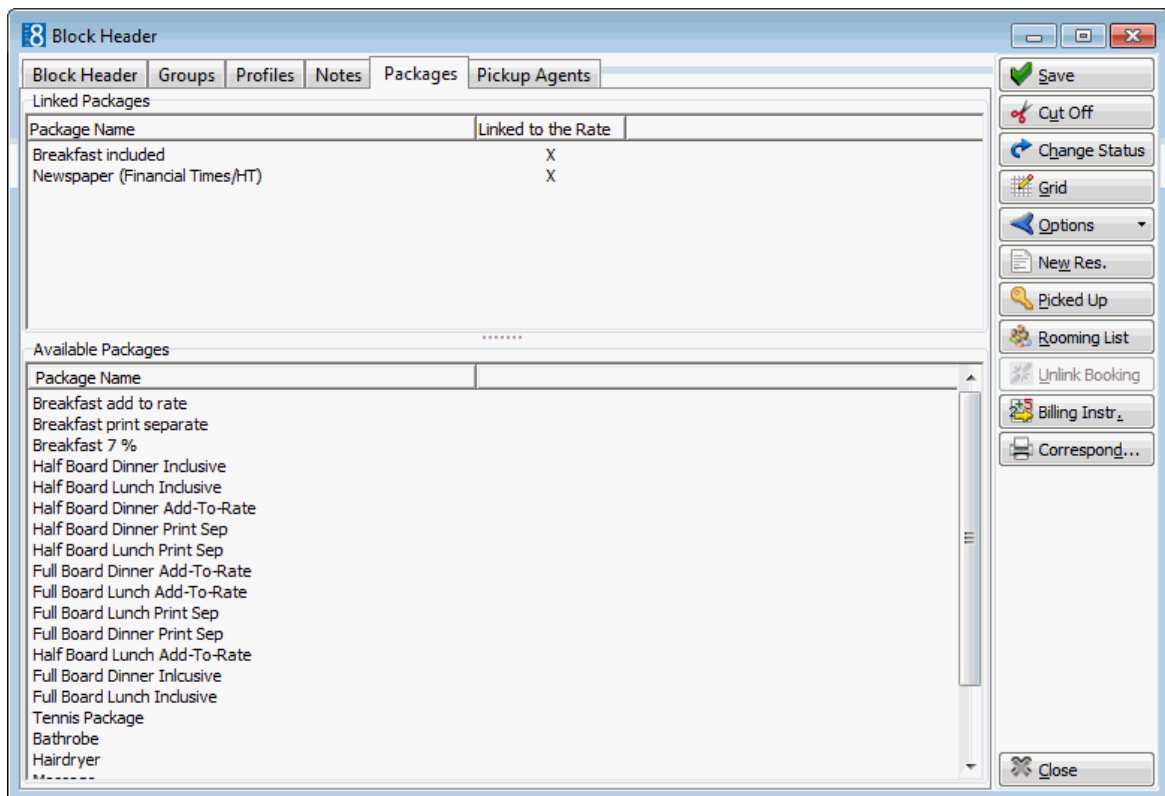 8 Block Header
Block Header Groups Profiles Notes Packages Pickup Agents
Linked Packages
Package Name Linked to the Rate
Breakfast included X
Newspaper (Financial Times/HT) X
Available Packages
Package Name
Breakfast add to rate
Breakfast print separate
Breakfast 7 %
Half Board Dinner Inclusive
Half Board Lunch Inclusive
Half Board Dinner Add-To-Rate
Half Board Dinner Print Sep
Half Board Lunch Print Sep
Full Board Dinner Add-To-Rate
Full Board Lunch Add-To-Rate
Full Board Lunch Print Sep
Full Board Dinner Print Sep
Half Board Lunch Add-To-Rate
Full Board Dinner Inlcusive
Full Board Lunch Inclusive
Tennis Package
Bathrobe
Hairdryer
Save
Cut Off
Change Status
Grid
Options
New Res.
Picked Up
Rooming List
Unlink Booking
Billing Instr.
Correspond...
Close